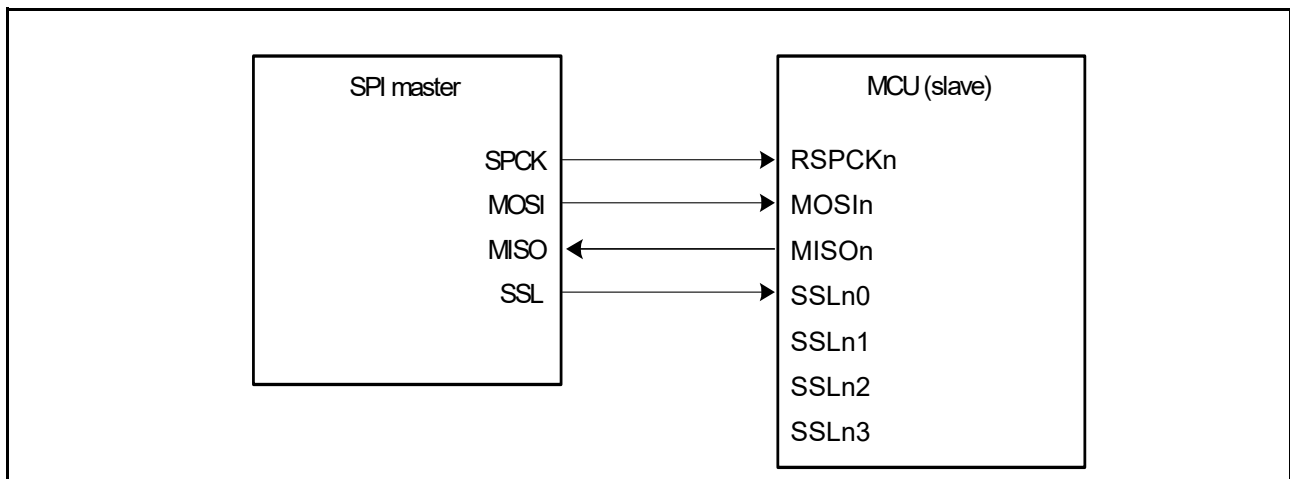 SPI master
SPCK
MOSI
MISO
SSL
MCU (slave)
RSPCKn
MOSIn
MISOn
SSLn0
SSLn1
SSLn2
SSLn3